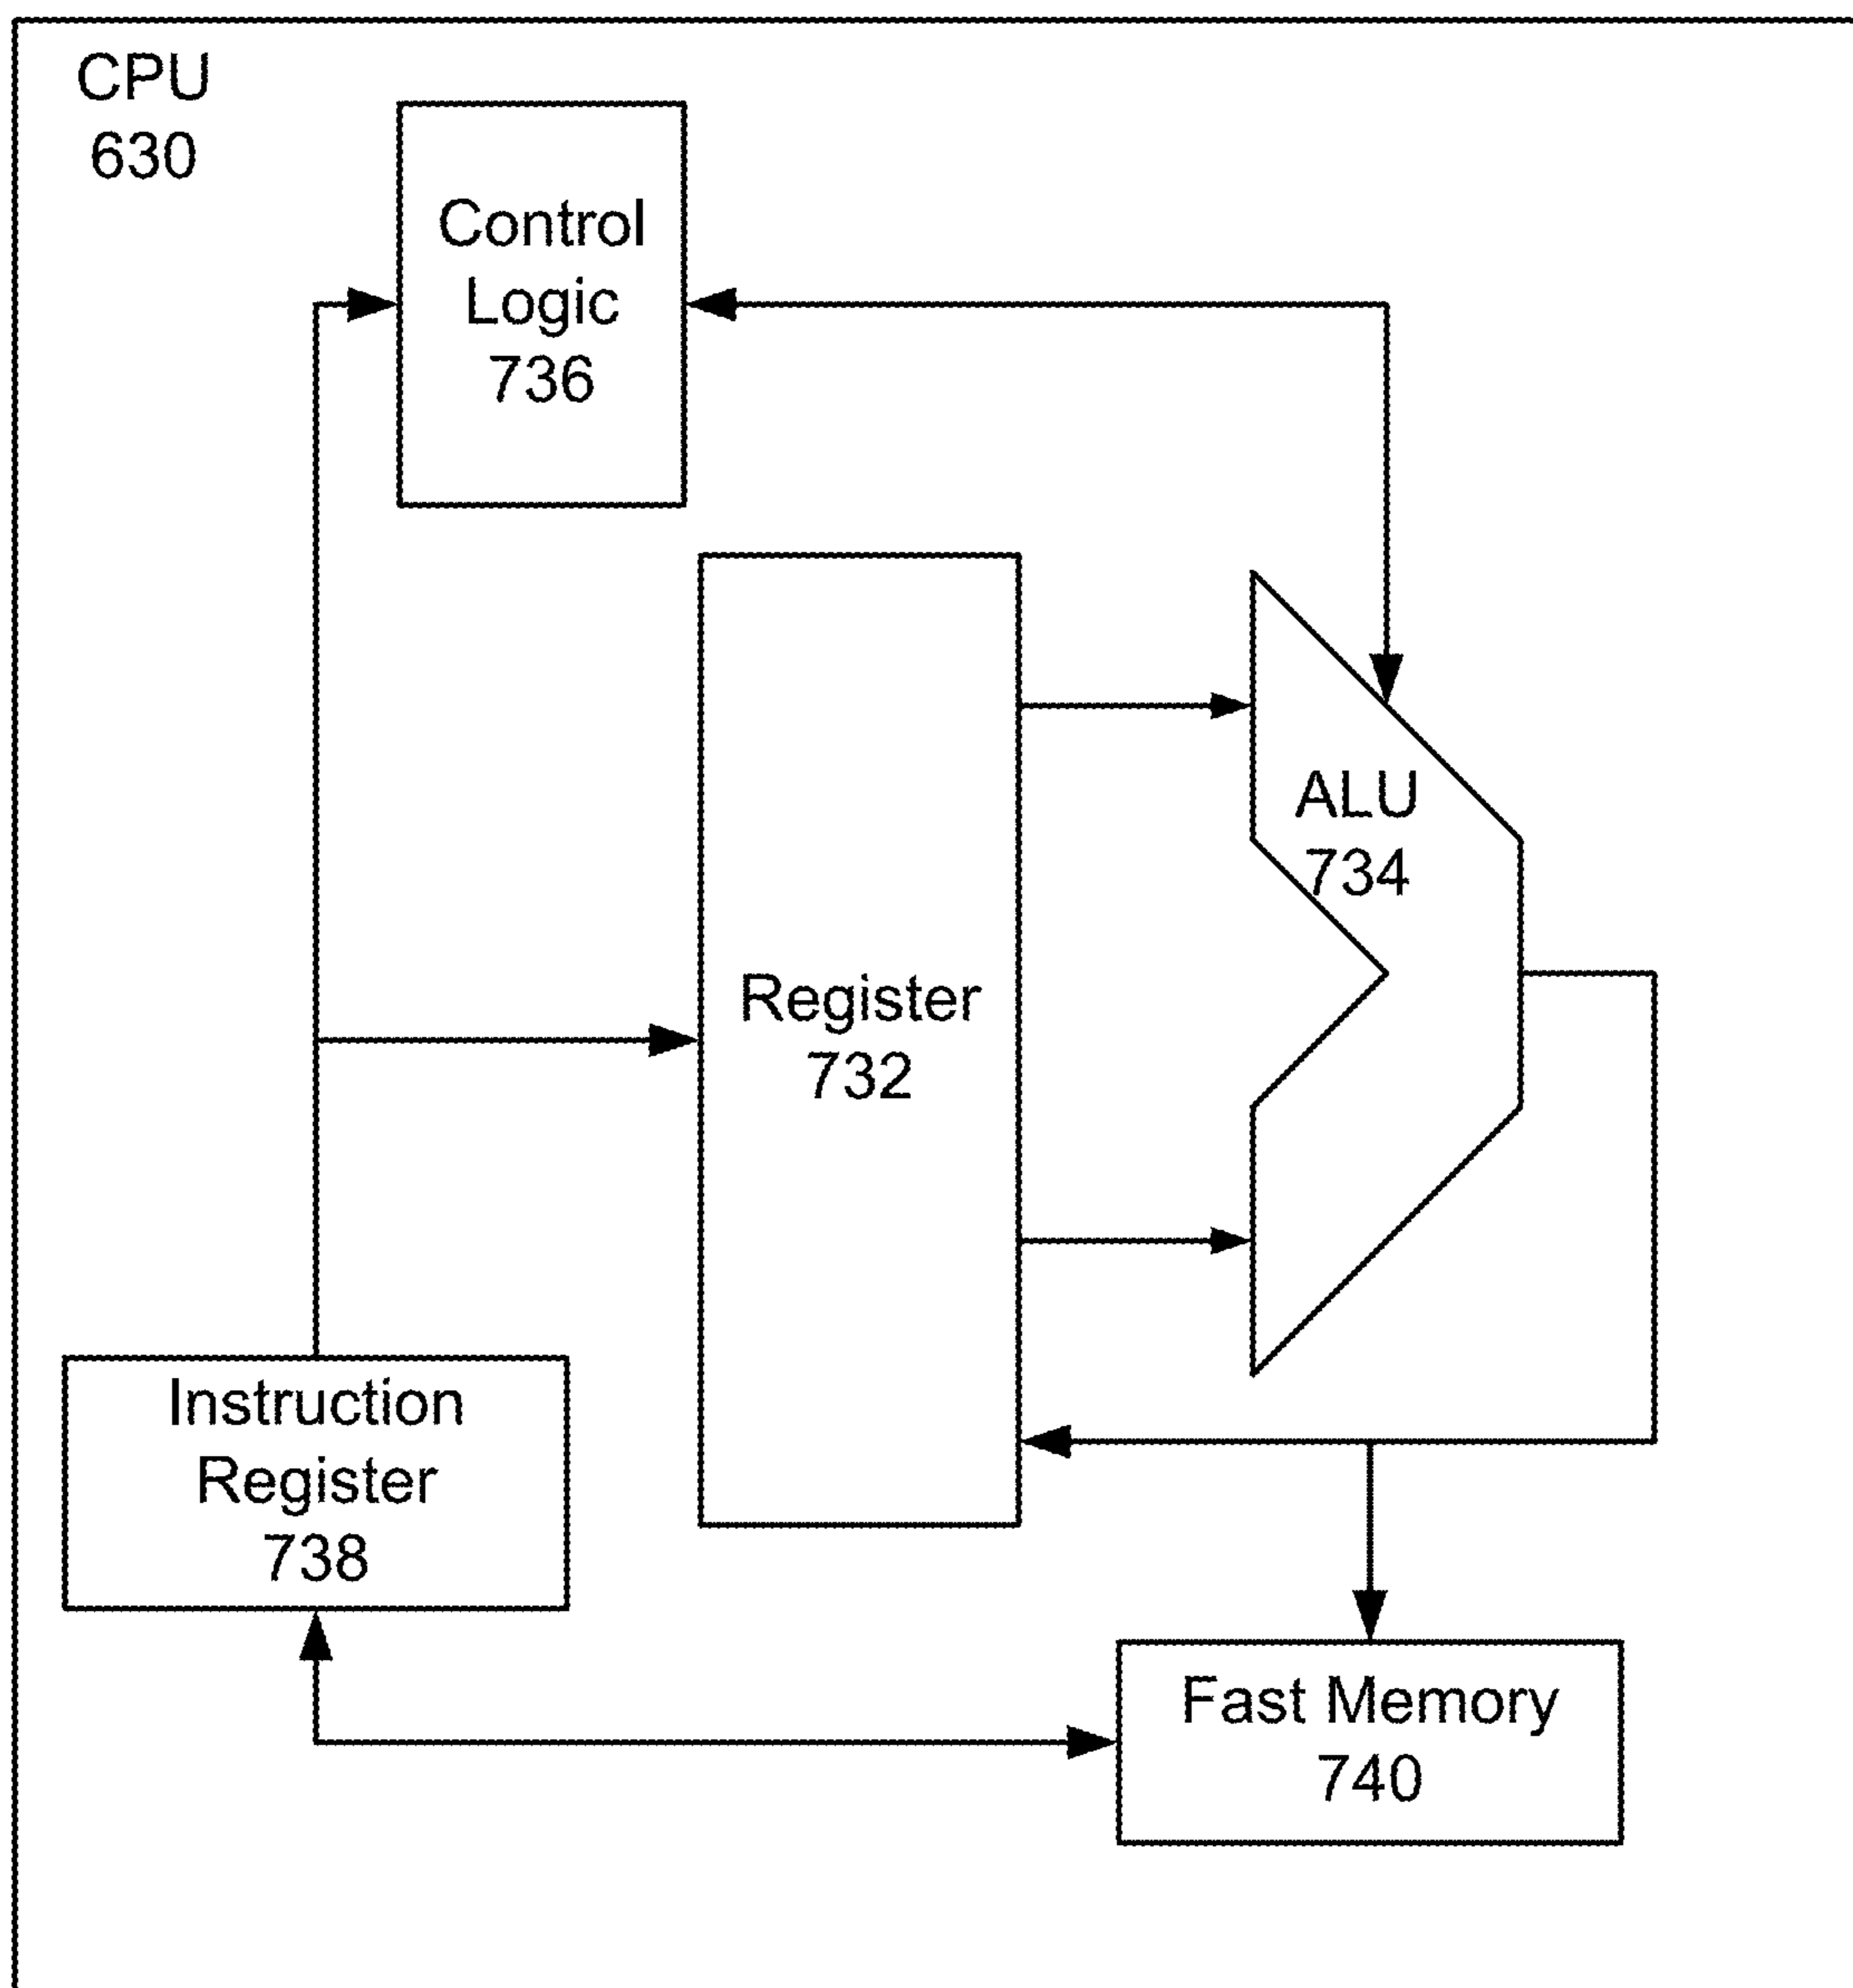 CPU
630
Control
Logic
736
ALU
734
Register
732
Instruction
Register
738
Fast Memory
740